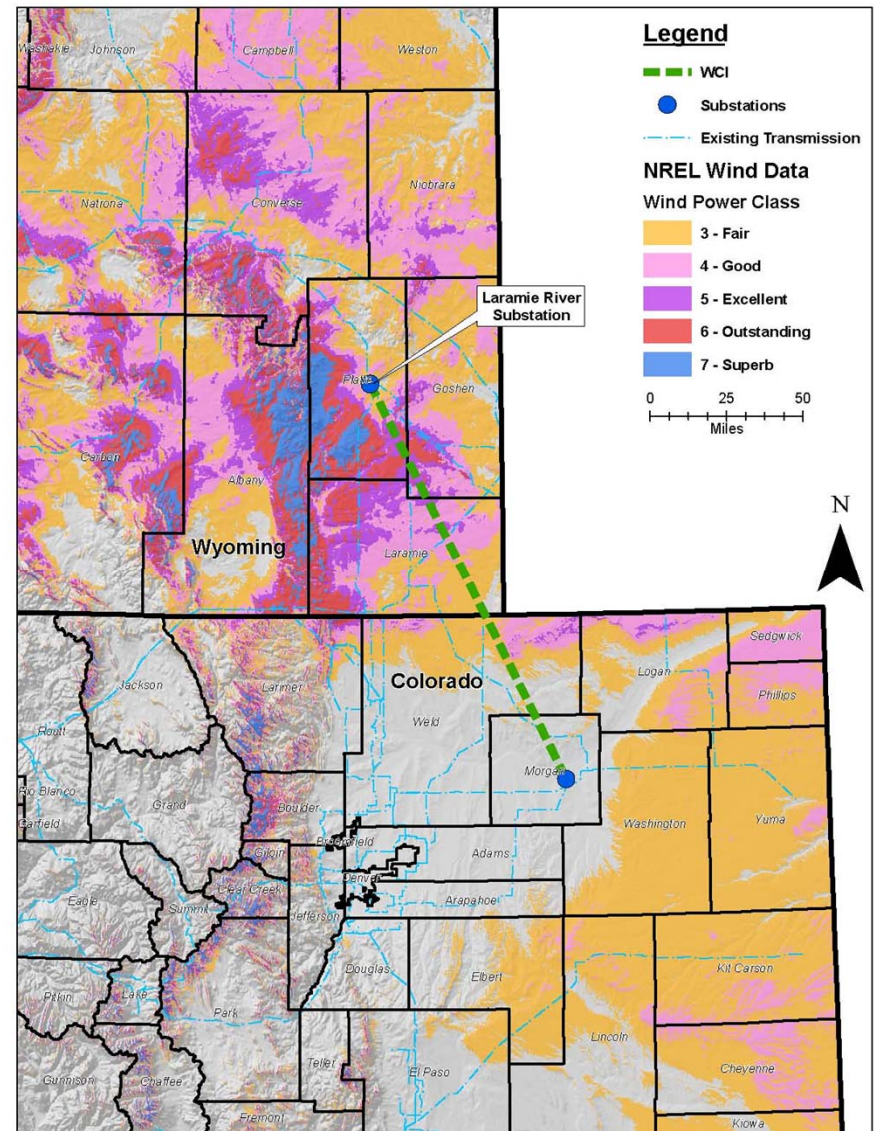 Legend
WCI
Substations
Existing Transmission
NREL Wind Data
Wind Power Class
3 - Fair
4 - Good
5 - Excellent
6 - Outstanding
7 - Superb
0 25 50
Miles
N
Washakie
Johnson
Campbell
Weston
Natrona
Converse
Niobrara
Laramie River
Substation
Goshen
Carbon
Albany
Wyoming
Laramie
Sedgwick
Logan
Phillips
Jackson
Larimer
Colorado
Weld
Routt
Morgan
Rio Blanco
Grand
Garfield
Boulder
Washington
Yuma
Broomfield
Gilpin
Adams
Denver
Clear Creek
Eagle
Summit
Arapahoe
Jefferson
Douglas
Elbert
Kit Carson
Pitkin
Lake
Park
Lincoln
Teller
El Paso
Cheyenne
Gunnison
Chaffee
Fremont
Kiowa